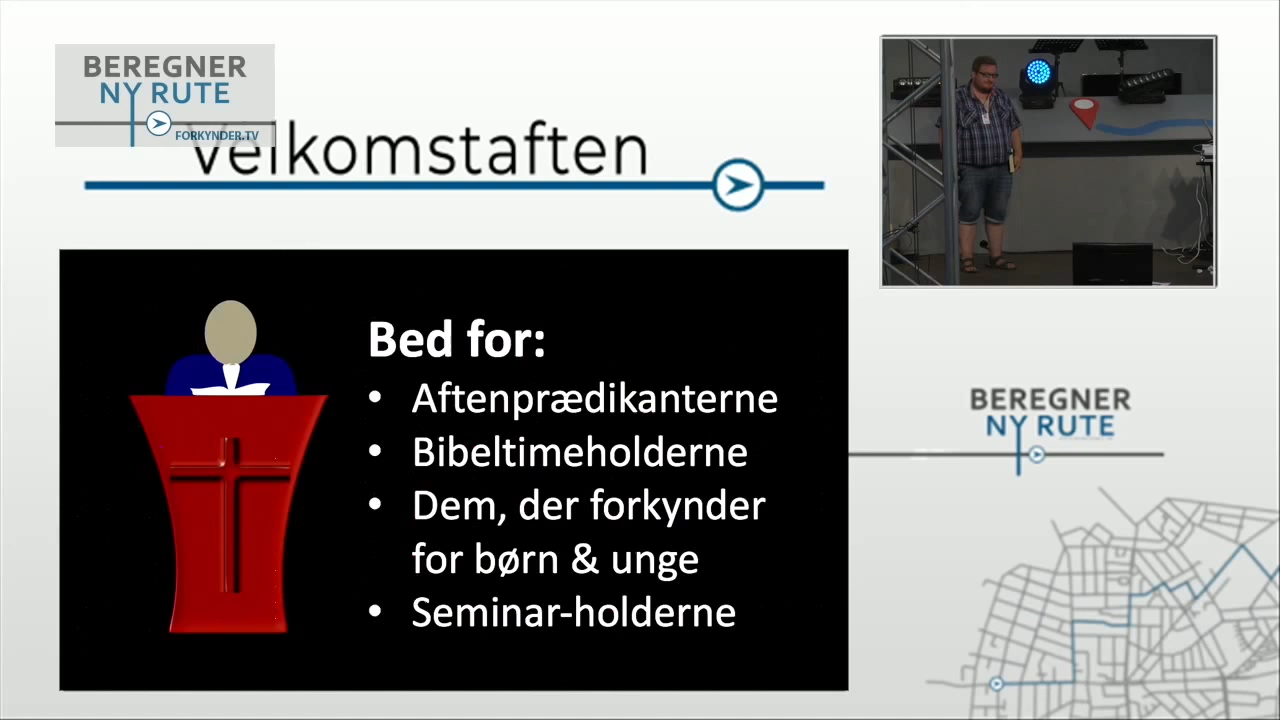 BEREGNER
NY RUTE
FORKYNDER.TV
Velkomstaften
Bed for:
• Aftenprædikanterne
• Bibeltimeholderne
• Dem, der forkynder
for børn & unge
• Seminar-holderne
BEREGNER
NY RUTE